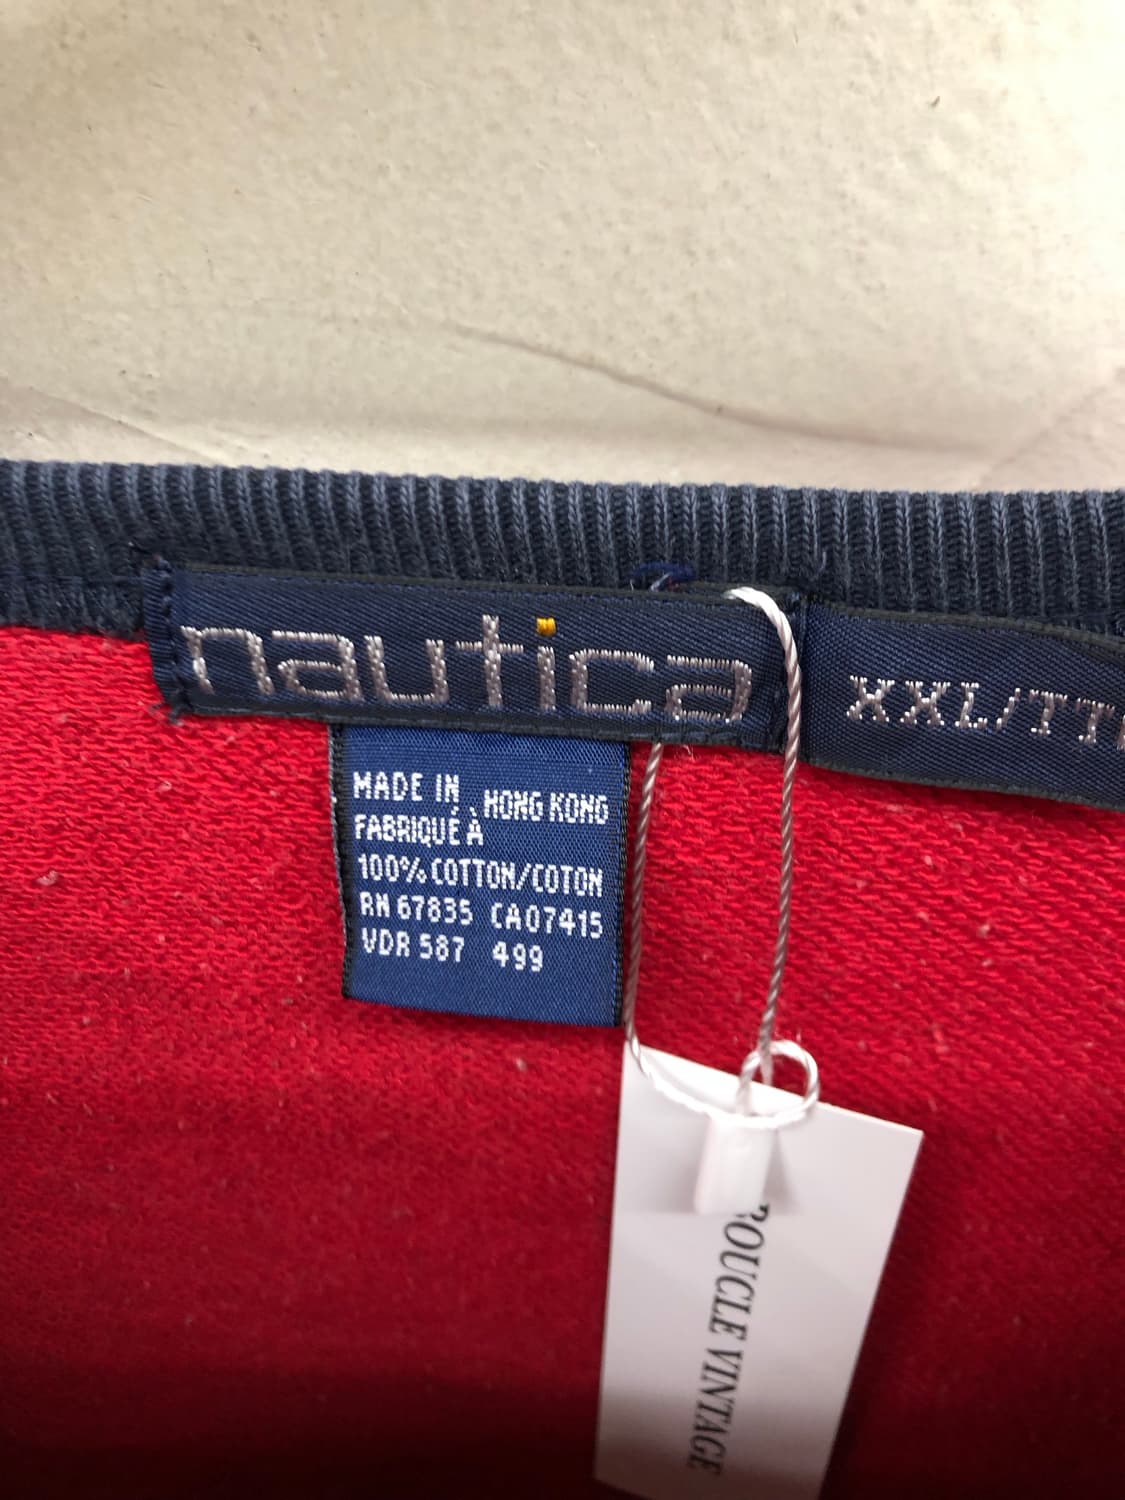 nautica
XXL/TT
MADE IN HONG KONG
FABRIQUÉ À
100% COTTON/COTON
RN 67835 CA07415
VDR 587 499
BOUCLE VINTAGE